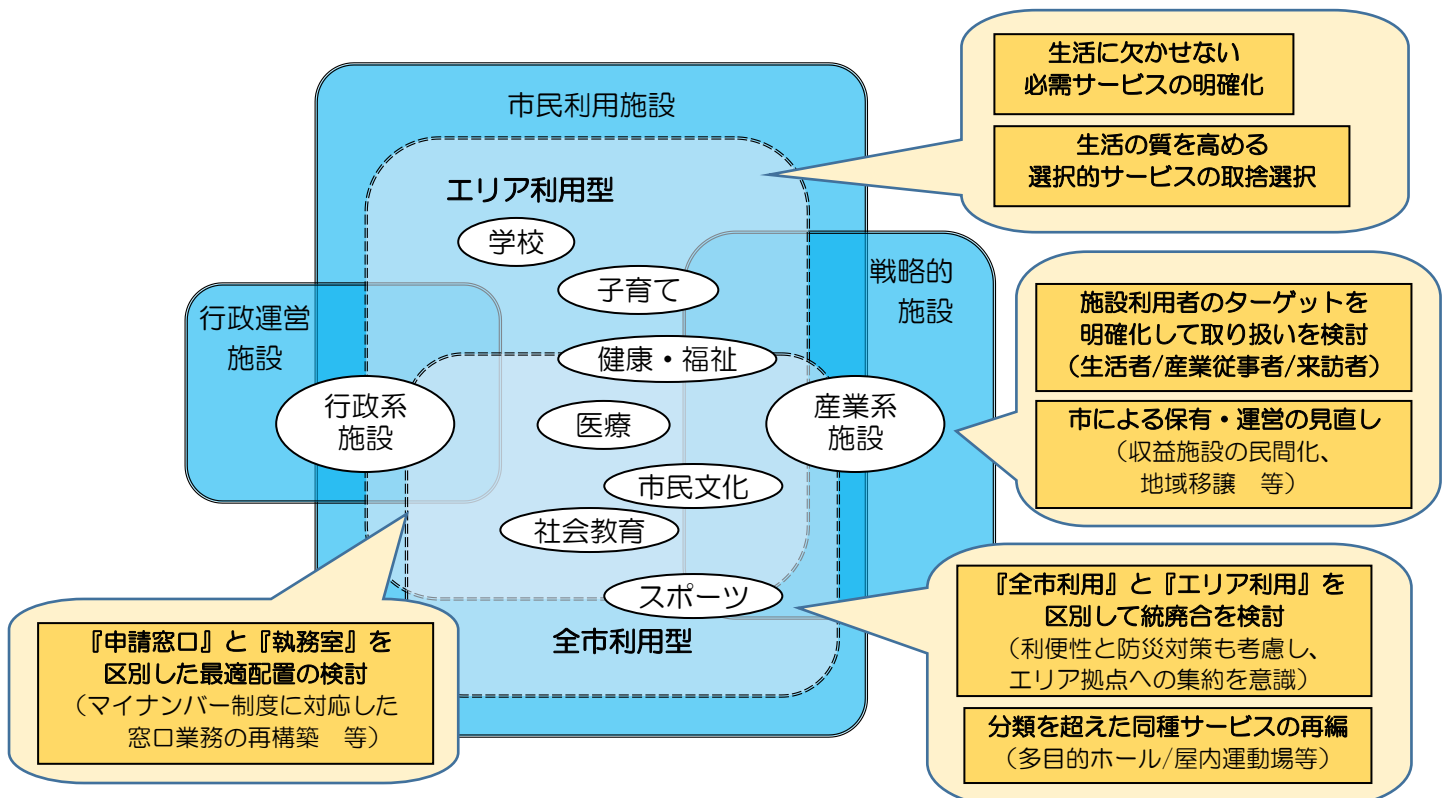 生活に欠かせない
必需サービスの明確化
生活の質を高める
選択的サービスの取捨選択
市民利用施設
エリア利用型
学校
子育て
戦略的
施設
行政運営
施設
健康・福祉
行政系
施設
医療
産業系
施設
市民文化
社会教育
スポーツ
全市利用型
施設利用者のターゲットを
明確化して取り扱いを検討
(生活者/産業従事者/来訪者)
市による保有・運営の見直し
(収益施設の民間化、
地域移譲 等)
『申請窓口』と『執務室』を
区別した最適配置の検討
(マイナンバー制度に対応した
窓口業務の再構築 等)
『全市利用』と『エリア利用』を
区別して統廃合を検討
(利便性と防災対策も考慮し、
エリア拠点への集約を意識)
分類を超えた同種サービスの再編
(多目的ホール/屋内運動場等)